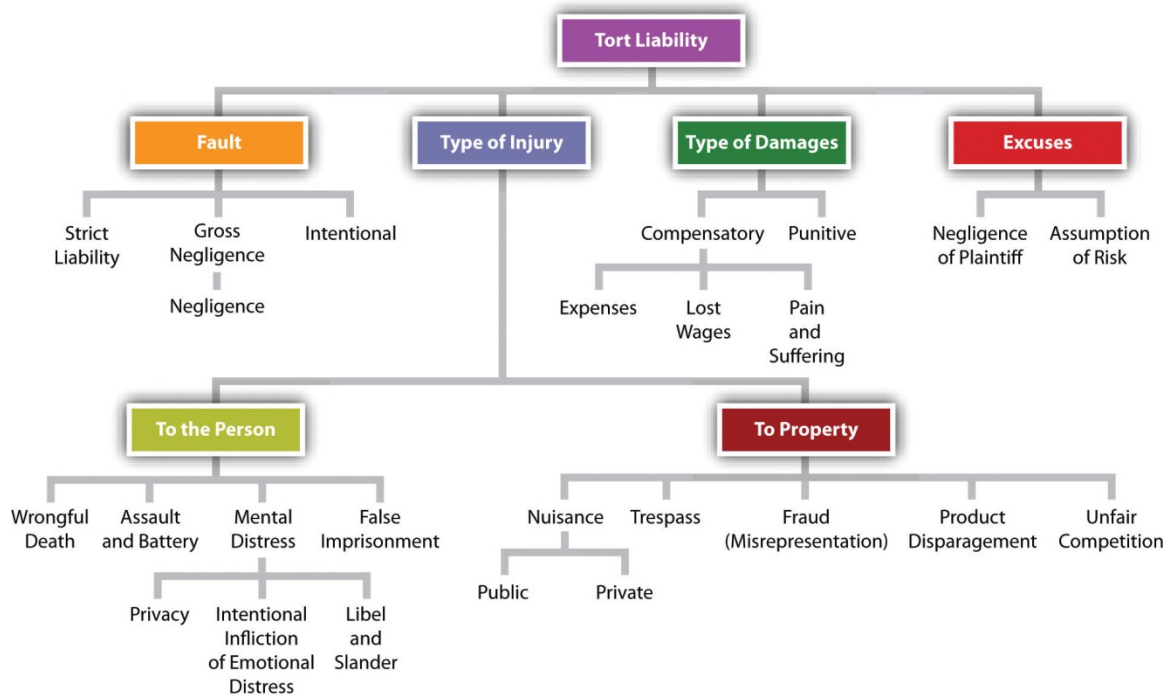 Tort Liability
Fault
Type of Injury
Type of Damages
Excuses
Strict
Liability
Gross
Negligence
Intentional
Negligence
Compensatory
Punitive
Expenses
Lost
Wages
Pain
and
Suffering
Negligence
of Plaintiff
Assumption
of Risk
To the Person
To Property
Wrongful
Death
Assault
and Battery
Mental
Distress
False
Imprisonment
Privacy
Intentional
Infliction
of Emotional
Distress
Libel
and
Slander
Nuisance
Trespass
Fraud
(Misrepresentation)
Product
Disparagement
Unfair
Competition
Public
Private